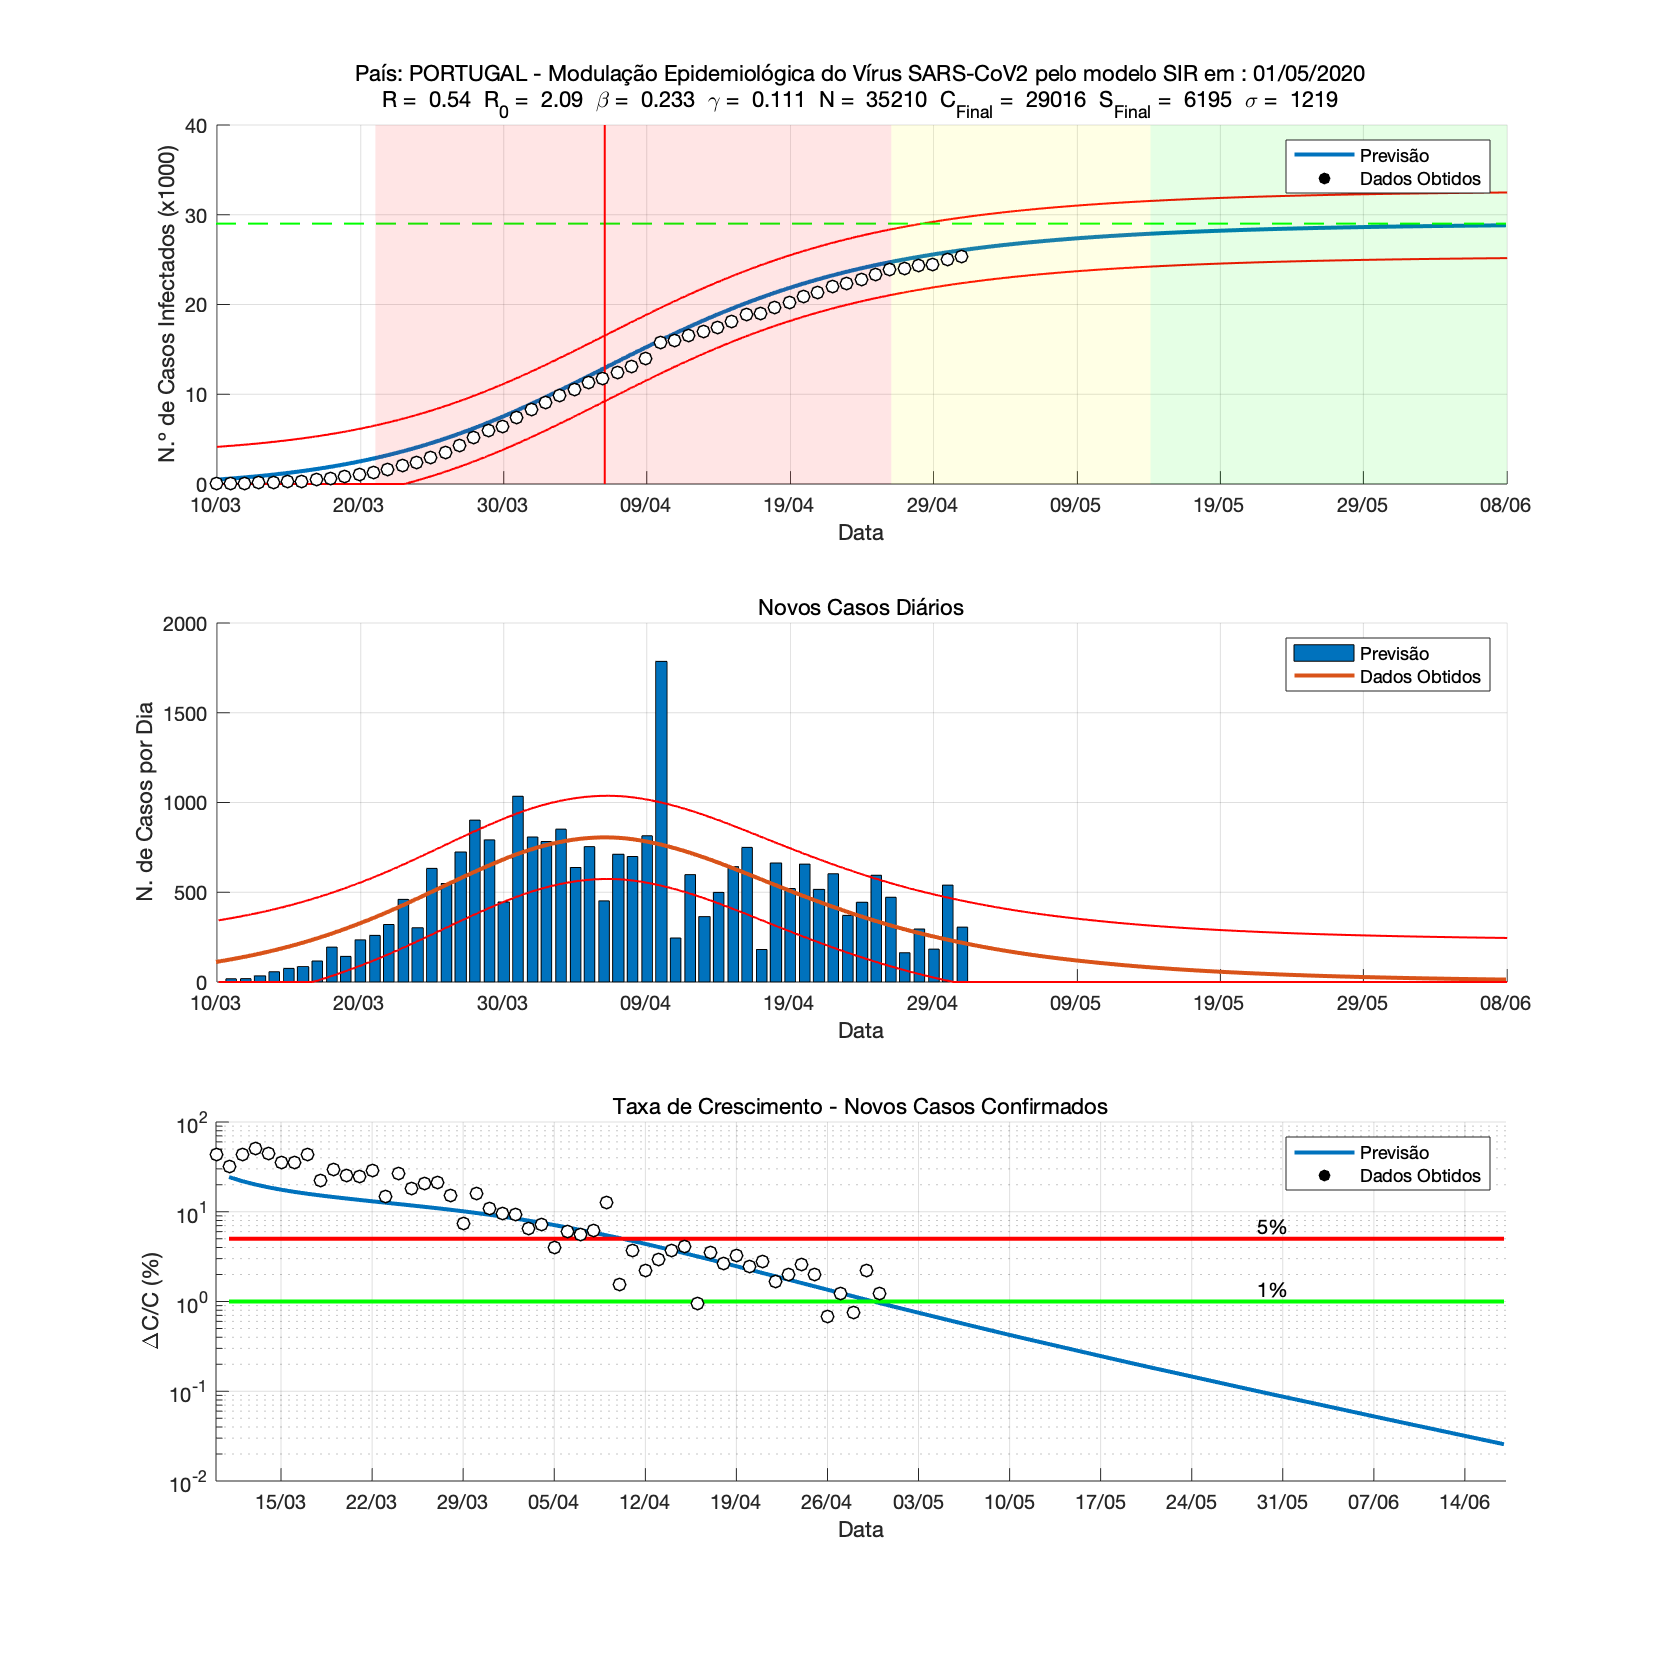 País: PORTUGAL - Modulação Epidemiológica do Vírus SARS-CoV2 pelo modelo SIR em : 01/05/2020
R = 0.54 R0 = 2.09 β = 0.233 γ = 0.111 N = 35210 CFinal = 29016 SFinal = 6195 σ = 1219
N.º de Casos Infectados (x1000)
40
30
20
10
0
Previsão
Dados Obtidos
10/03 20/03 30/03 09/04 19/04 29/04 09/05 19/05 29/05 08/06
Data
Novos Casos Diários
N. de Casos por Dia
2000
1500
1000
500
0
Previsão
Dados Obtidos
10/03 20/03 30/03 09/04 19/04 29/04 09/05 19/05 29/05 08/06
Data
Taxa de Crescimento - Novos Casos Confirmados
ΔC/C (%)
10^2
10^1
10^0
10^-1
10^-2
Previsão
Dados Obtidos
5%
1%
15/03 22/03 29/03 05/04 12/04 19/04 26/04 03/05 10/05 17/05 24/05 31/05 07/06 14/06
Data